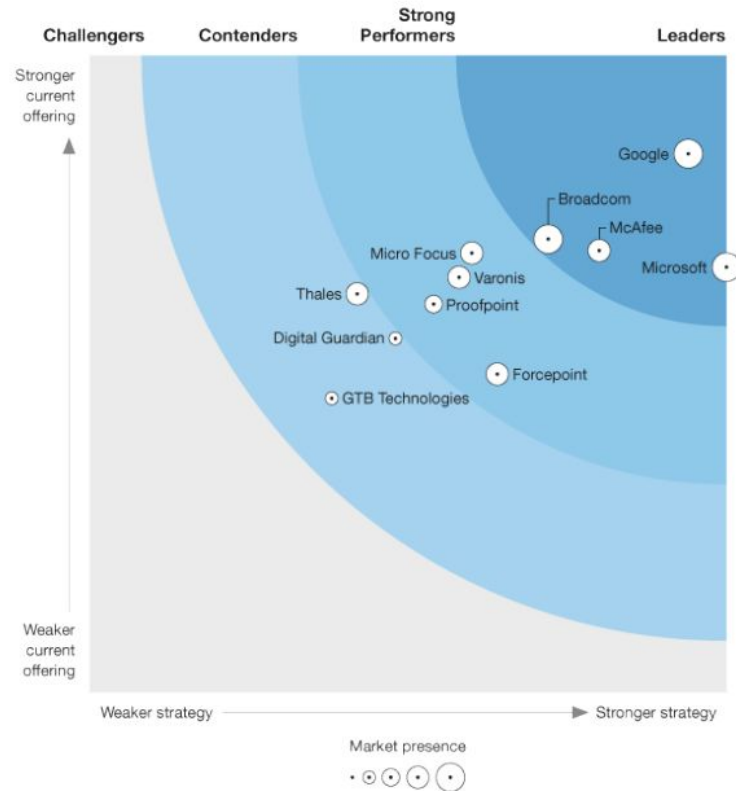 Challengers
Contenders
Strong
Performers
Leaders
Stronger
current
offering
Google
Broadcom
McAfee
Micro Focus
Microsoft
Varonis
Thales
Proofpoint
Digital Guardian
Forcepoint
GTB Technologies
Weaker
current
offering
Weaker strategy
Stronger strategy
Market presence